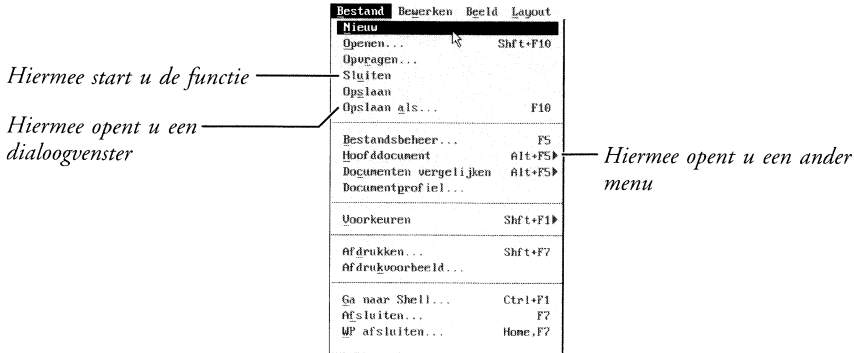 Bestand Bewerken Beeld Layout
Nieuw
Openen... Shft+F10
Opvragen...
Sluiten
Opslaan
Opslaan als... F10
Bestandsbeheer... F5
Hoofddocument Alt+F5
Documenten vergelijken Alt+F5
Documentprofiel...
Voorkeuren Shft+F1
Afdrukken... Shft+F7
Afdrukvoorbeeld...
Ga naar Shell... Ctrl+F1
Afsluiten... F7
WP afsluiten... Home,F7
Hiermee start u de functie
Hiermee opent u een
dialoogvenster
Hiermee opent u een ander
menu